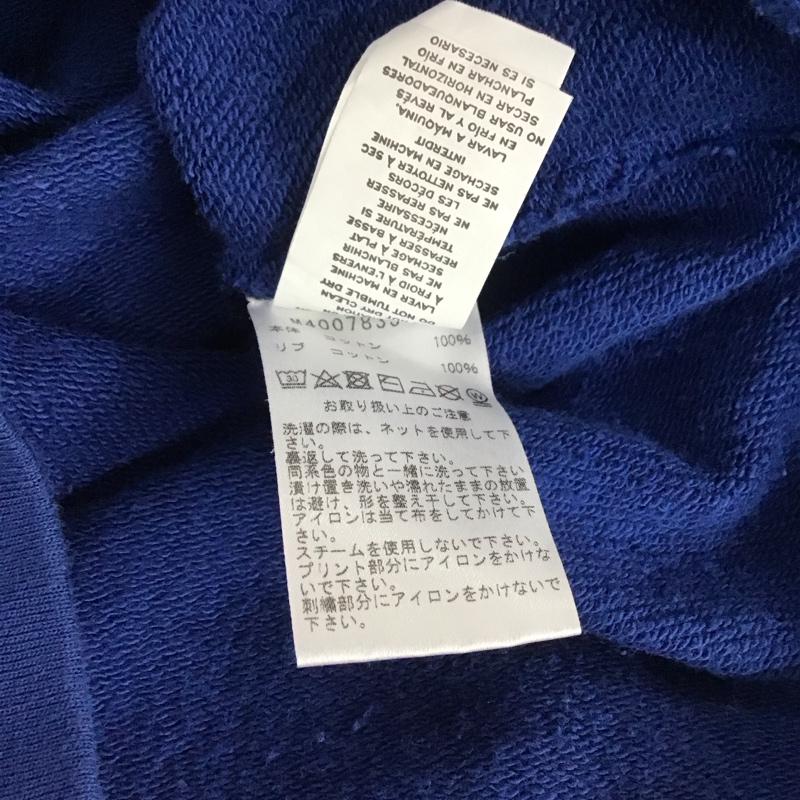 SI ES NECESARIO
PLANCHAR EN FRÍO
SECAR EN HORIZONTAL
NO USAR BLANQUEADORES
EN FRÍO Y AL REVÉS
LAVAR A MÁQUINA,
INTERDIT
SECHAGE EN MACHINE
NE PAS NETTOYER À SEC
LES DÉCORS
NE PAS REPASSER
NÉCESSAIRE
TEMPÉRATURE SI
REPASSER À BASSE
SECHAGE À PLAT
NE PAS BLANCHIR
À FROID À L'ENVERS
LAVER EN MACHINE
DO NOT TUMBLE DRY
DO NOT DRY CLEAN
本体 コットン 100%
リブ コットン 100%
お取り扱い上のご注意
洗濯の際は、ネットを使用して下
さい。
裏返して洗って下さい。
同系色の物と一緒に洗って下さい
漬け置き洗いや濡れたままの放置
は避け、形を整え干して下さい。
アイロンは当て布をしてかけて下
さい。
スチームを使用しないで下さい。
プリント部分にアイロンをかけな
いで下さい。
刺繍部分にアイロンをかけないで
下さい。